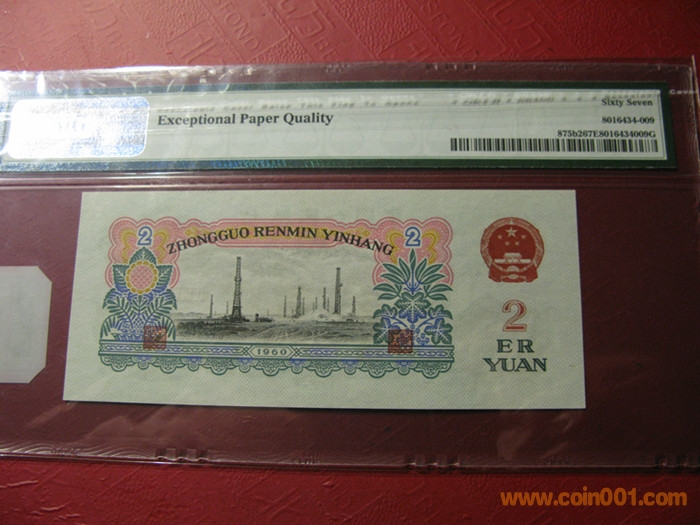 Sixty Seven
Exceptional Paper Quality
8016434-009
875b267E8016434009G
2 2
ZHONGGUO RENMIN YINHANG
2
ER
YUAN
1960
www.coin001.com